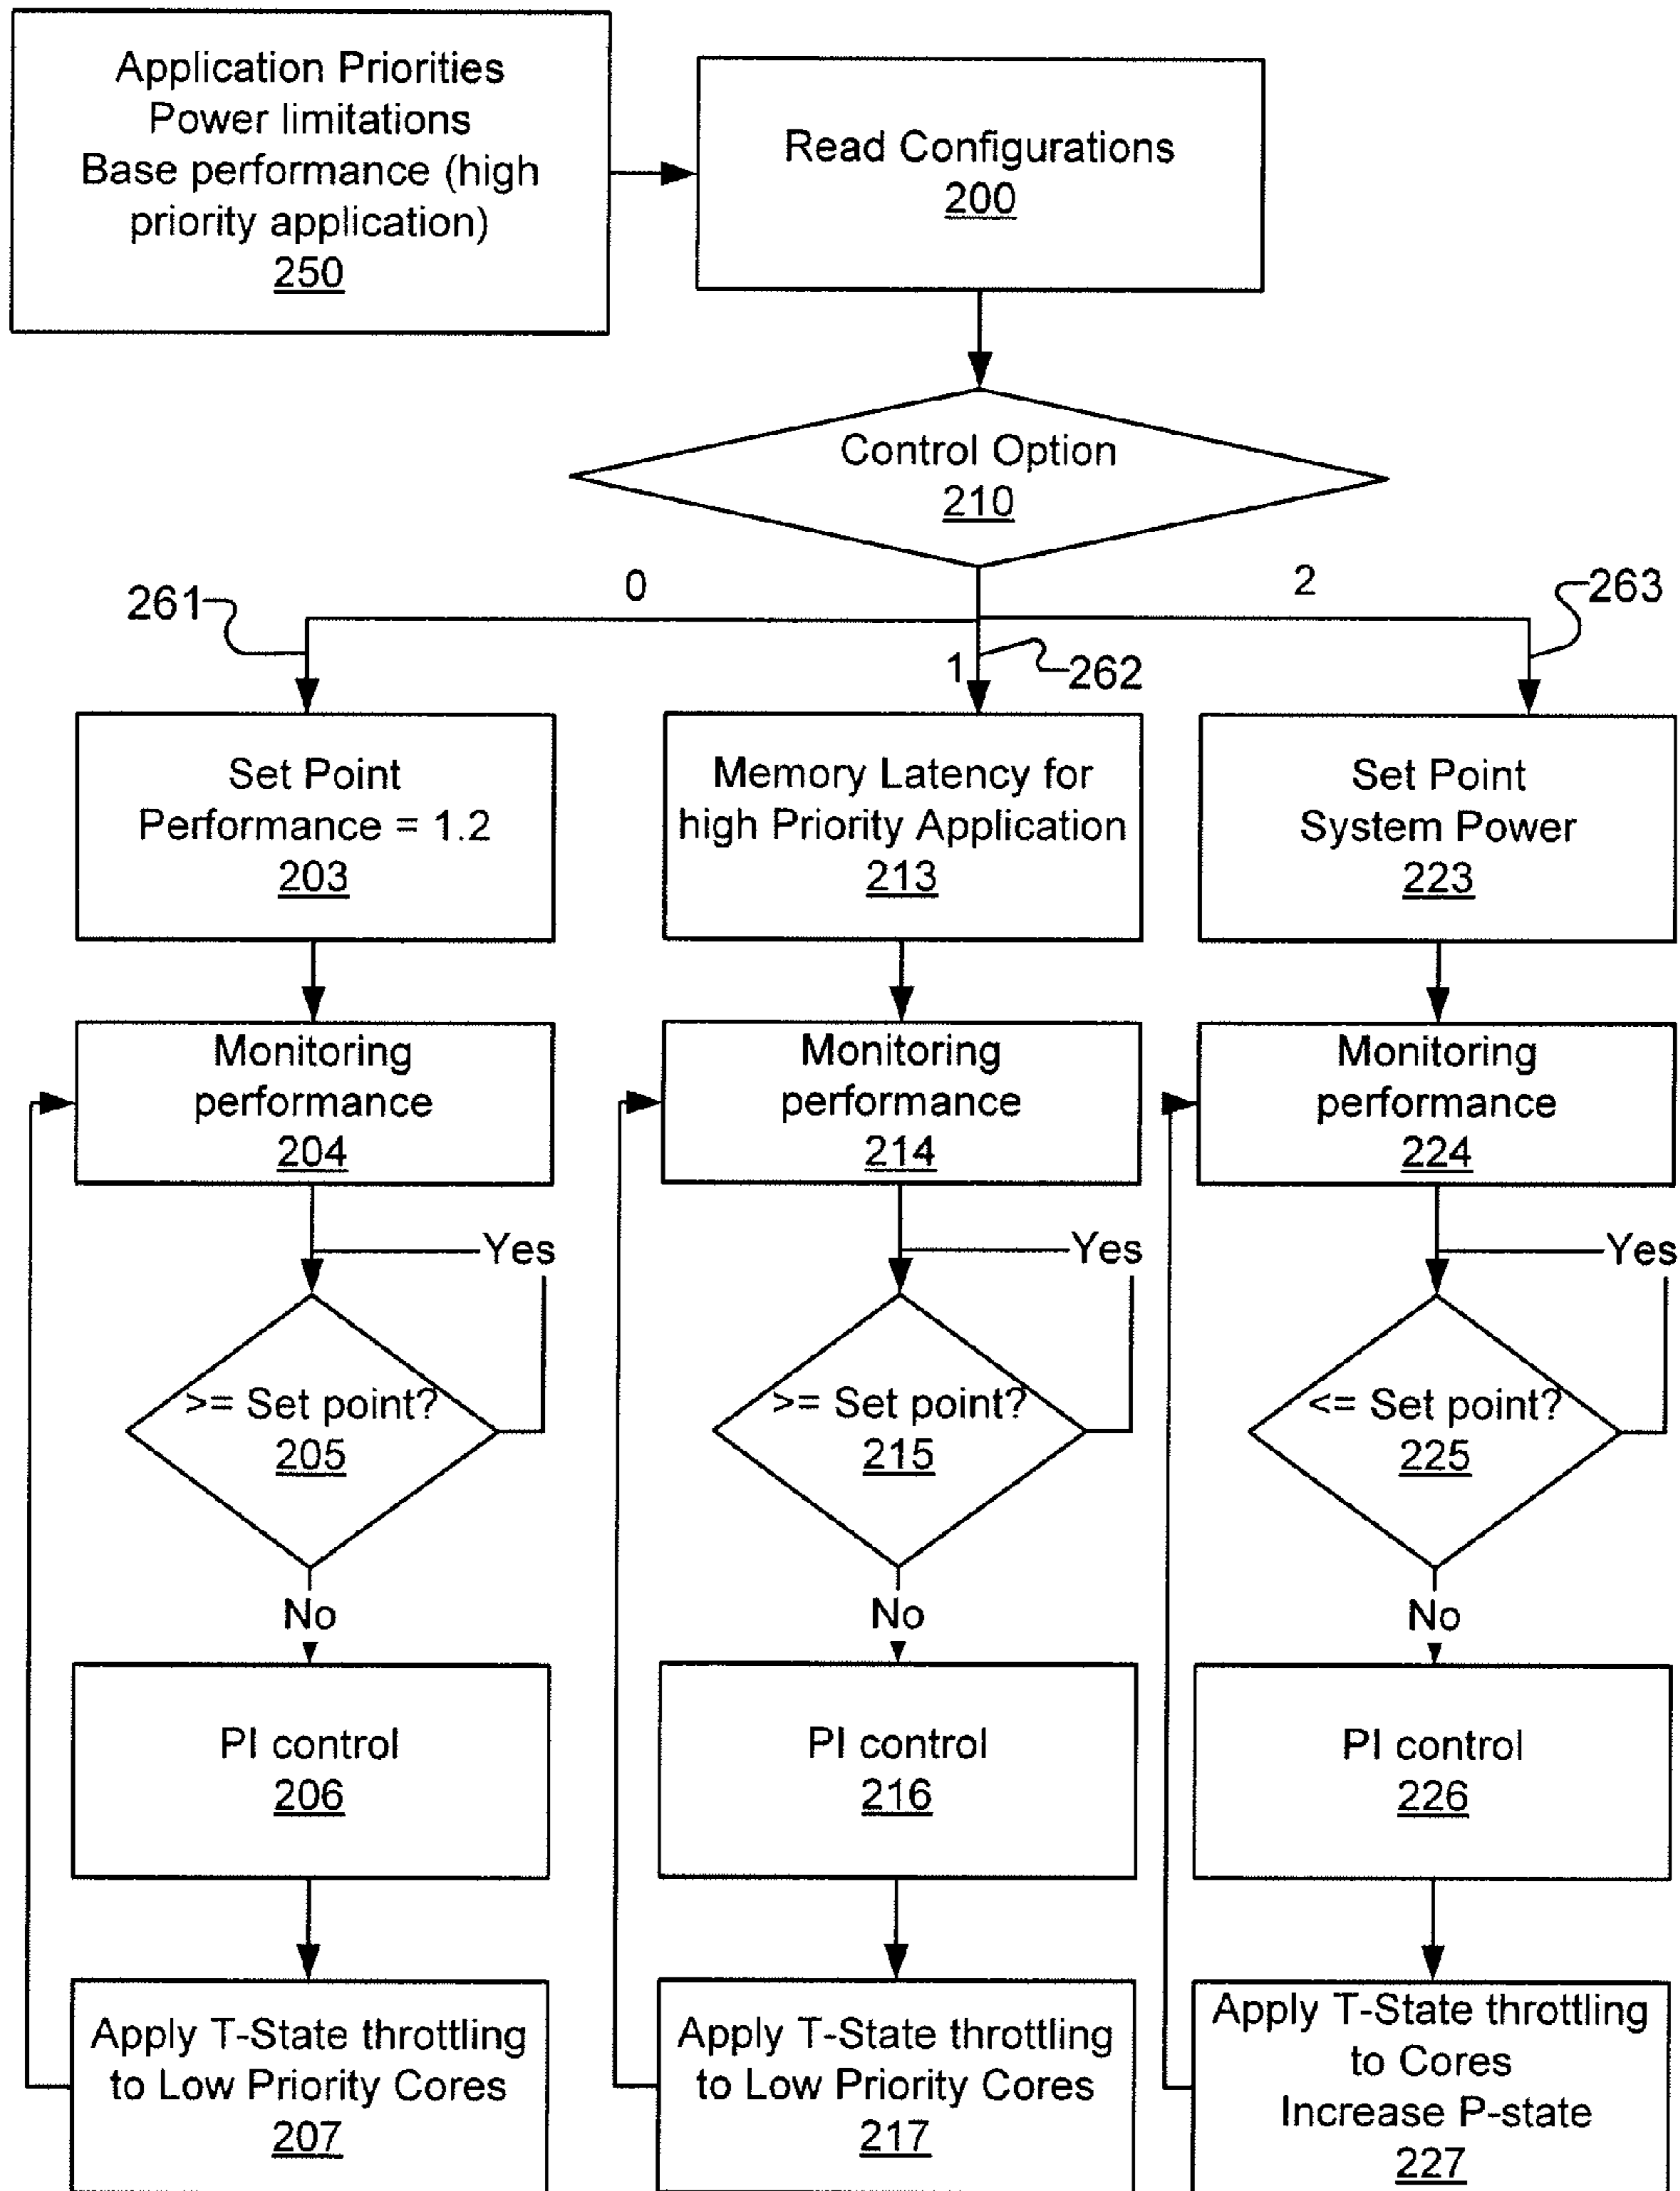 Application Priorities
Power limitations
Base performance (high
priority application)
250
Read Configurations
200
Control Option
210
0
2
261
263
1
262
Set Point
Performance = 1.2
203
Memory Latency for
high Priority Application
213
Set Point
System Power
223
Monitoring
performance
204
Monitoring
performance
214
Monitoring
performance
224
Yes
Yes
Yes
>= Set point?
205
>= Set point?
215
<= Set point?
225
No
No
No
PI control
206
PI control
216
PI control
226
Apply T-State throttling
to Low Priority Cores
207
Apply T-State throttling
to Low Priority Cores
217
Apply T-State throttling
to Cores
Increase P-state
227